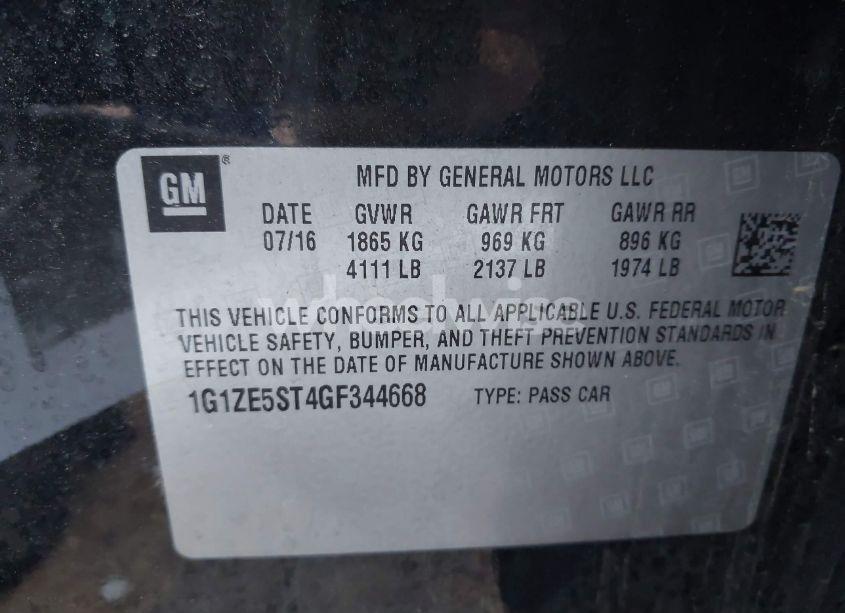 GM®
MFD BY GENERAL MOTORS LLC
DATE GVWR GAWR FRT GAWR RR
07/16 1865 KG 969 KG 896 KG
4111 LB 2137 LB 1974 LB
THIS VEHICLE CONFORMS TO ALL APPLICABLE U.S. FEDERAL MOTOR
VEHICLE SAFETY, BUMPER, AND THEFT PREVENTION STANDARDS IN
EFFECT ON THE DATE OF MANUFACTURE SHOWN ABOVE.
1G1ZE5ST4GF344668 TYPE: PASS CAR